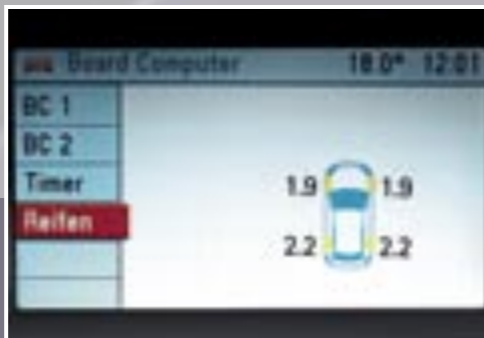 Board Computer 18.0° 12:01
BC 1
BC 2
Timer
Reifen
1.9 1.9
2.2 2.2